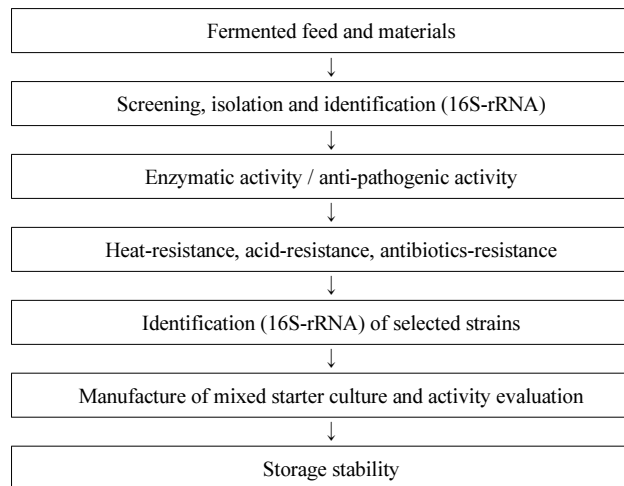 Fermented feed and materials
↓
Screening, isolation and identification (16S-rRNA)
↓
Enzymatic activity / anti-pathogenic activity
↓
Heat-resistance, acid-resistance, antibiotics-resistance
↓
Identification (16S-rRNA) of selected strains
↓
Manufacture of mixed starter culture and activity evaluation
↓
Storage stability